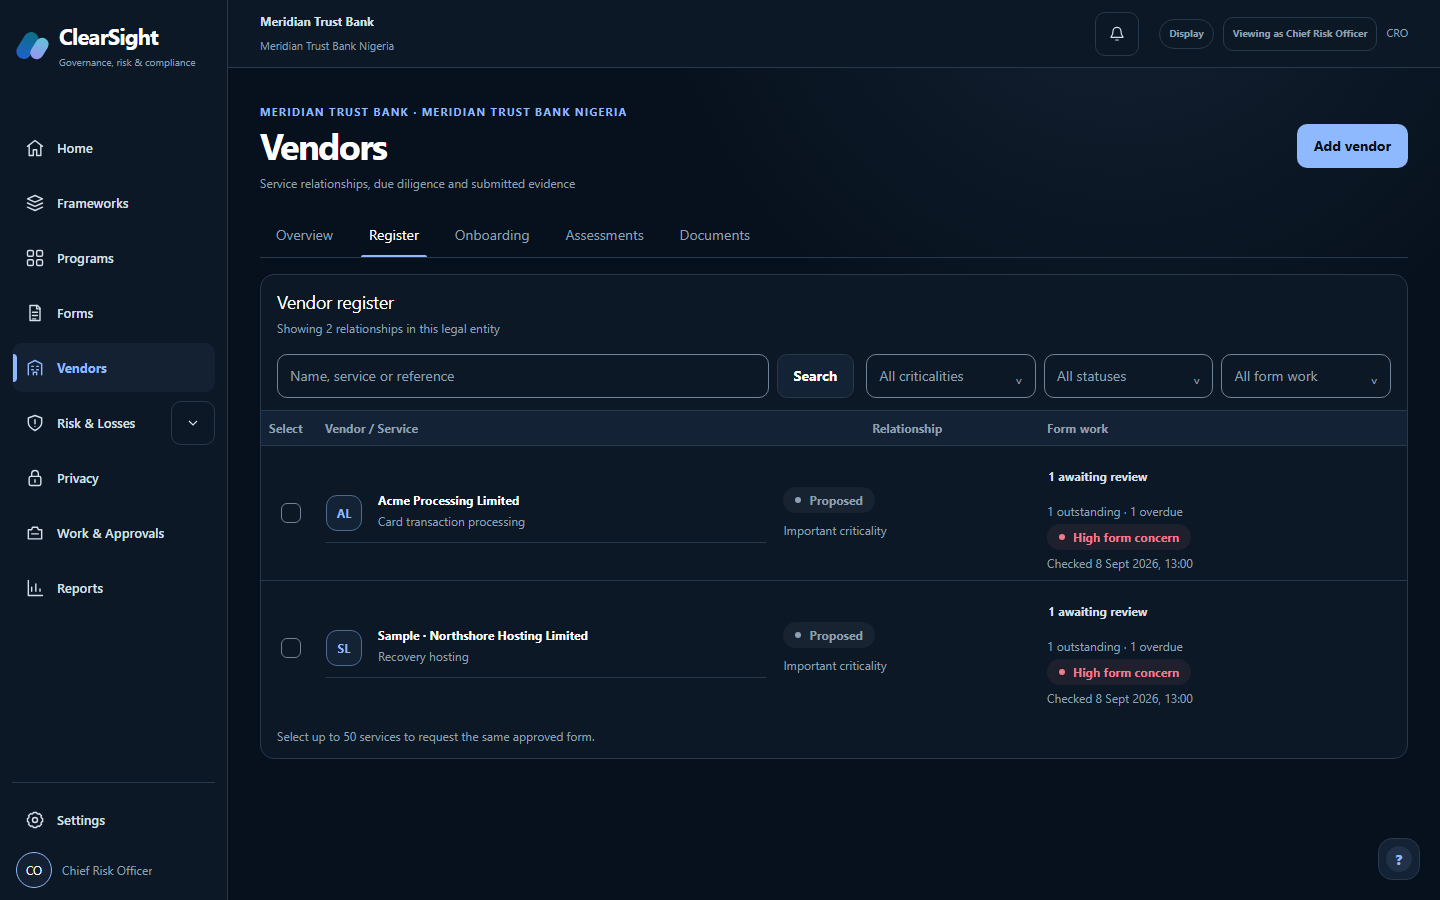 ClearSight
Governance, risk & compliance
Meridian Trust Bank
Meridian Trust Bank Nigeria
Display
Viewing as Chief Risk Officer
CRO
Home
Frameworks
Programs
Forms
Vendors
Risk & Losses
Privacy
Work & Approvals
Reports
Settings
CO
Chief Risk Officer
MERIDIAN TRUST BANK · MERIDIAN TRUST BANK NIGERIA
Vendors
Service relationships, due diligence and submitted evidence
Add vendor
Overview
Register
Onboarding
Assessments
Documents
Vendor register
Showing 2 relationships in this legal entity
Name, service or reference
Search
All criticalities
All statuses
All form work
Select
Vendor / Service
Relationship
Form work
AL
Acme Processing Limited
Card transaction processing
Proposed
Important criticality
1 awaiting review
1 outstanding · 1 overdue
High form concern
Checked 8 Sept 2026, 13:00
SL
Sample · Northshore Hosting Limited
Recovery hosting
Proposed
Important criticality
1 awaiting review
1 outstanding · 1 overdue
High form concern
Checked 8 Sept 2026, 13:00
Select up to 50 services to request the same approved form.
?